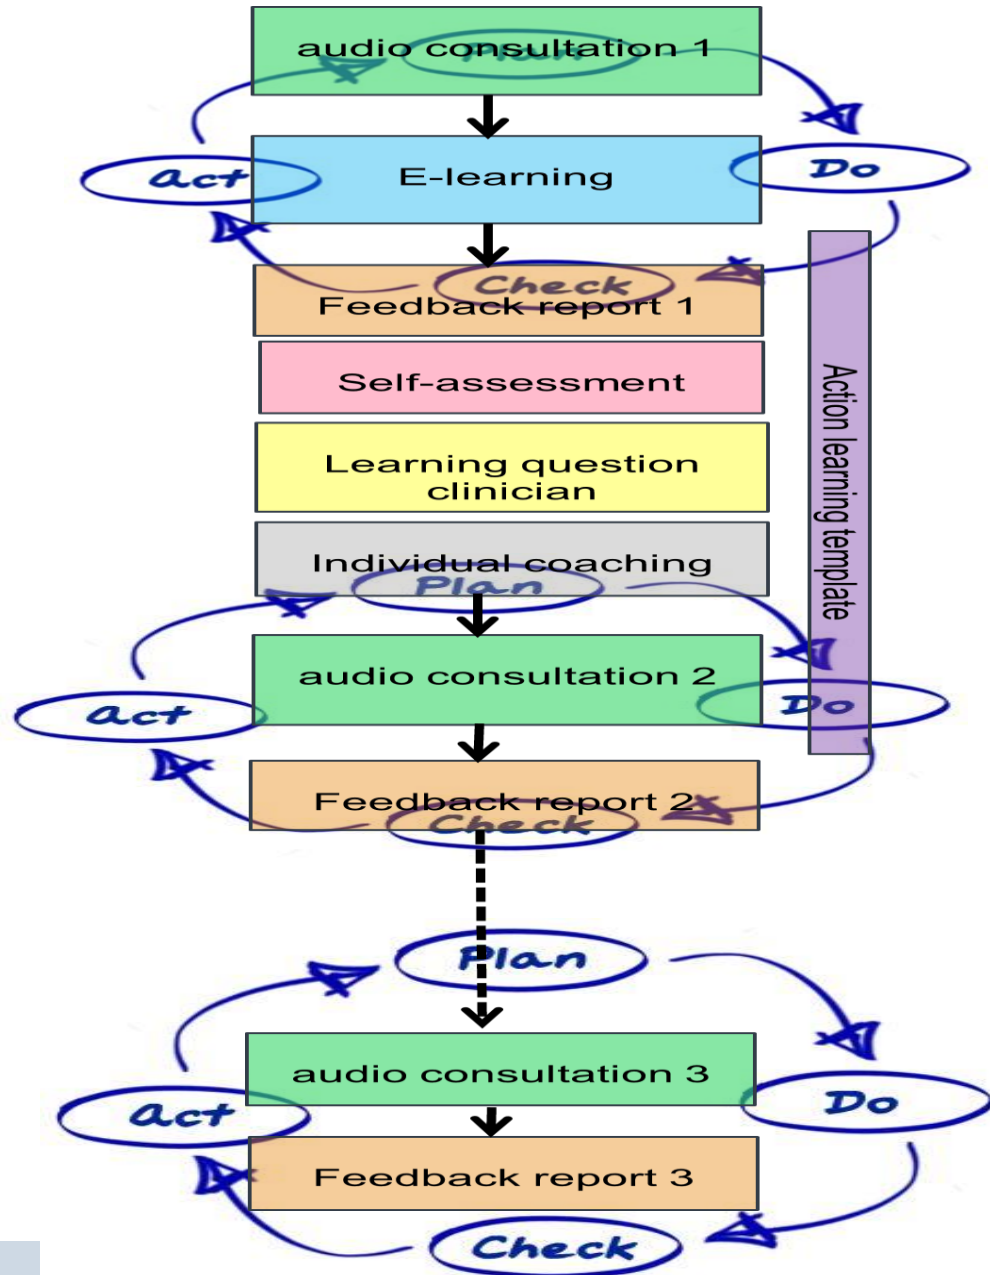 audio consultation 1
Plan
Act
E-learning
Do
Check
Feedback report 1
Self-assessment
Learning question
clinician
Individual coaching
Plan
Action learning template
audio consultation 2
Act
Do
Feedback report 2
Check
Plan
audio consultation 3
Act
Do
Feedback report 3
Check